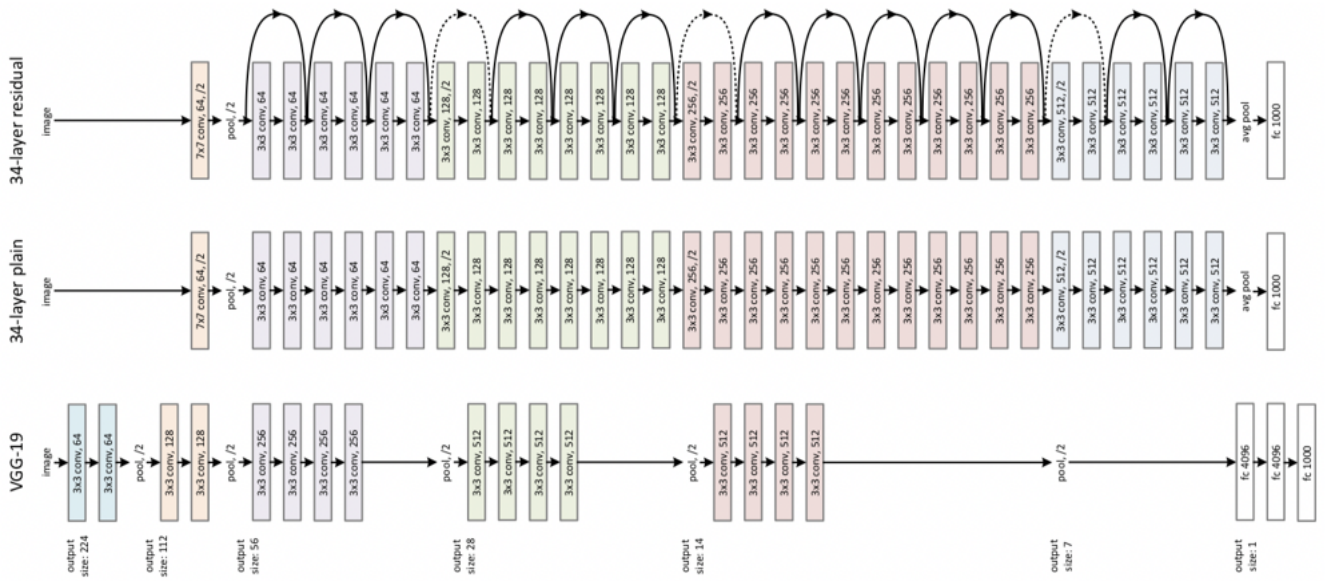 34-layer residual
image
7x7 conv, 64, /2
pool, /2
3x3 conv, 64
3x3 conv, 64
3x3 conv, 64
3x3 conv, 64
3x3 conv, 64
3x3 conv, 64
3x3 conv, 128, /2
3x3 conv, 128
3x3 conv, 128
3x3 conv, 128
3x3 conv, 128
3x3 conv, 128
3x3 conv, 128
3x3 conv, 128
3x3 conv, 256, /2
3x3 conv, 256
3x3 conv, 256
3x3 conv, 256
3x3 conv, 256
3x3 conv, 256
3x3 conv, 256
3x3 conv, 256
3x3 conv, 256
3x3 conv, 256
3x3 conv, 256
3x3 conv, 256
3x3 conv, 512, /2
3x3 conv, 512
3x3 conv, 512
3x3 conv, 512
3x3 conv, 512
3x3 conv, 512
avg pool
fc 1000
34-layer plain
image
7x7 conv, 64, /2
pool, /2
3x3 conv, 64
3x3 conv, 64
3x3 conv, 64
3x3 conv, 64
3x3 conv, 64
3x3 conv, 64
3x3 conv, 128, /2
3x3 conv, 128
3x3 conv, 128
3x3 conv, 128
3x3 conv, 128
3x3 conv, 128
3x3 conv, 128
3x3 conv, 128
3x3 conv, 256, /2
3x3 conv, 256
3x3 conv, 256
3x3 conv, 256
3x3 conv, 256
3x3 conv, 256
3x3 conv, 256
3x3 conv, 256
3x3 conv, 256
3x3 conv, 256
3x3 conv, 256
3x3 conv, 256
3x3 conv, 512, /2
3x3 conv, 512
3x3 conv, 512
3x3 conv, 512
3x3 conv, 512
3x3 conv, 512
avg pool
fc 1000
VGG-19
image
3x3 conv, 64
3x3 conv, 64
pool, /2
3x3 conv, 128
3x3 conv, 128
pool, /2
3x3 conv, 256
3x3 conv, 256
3x3 conv, 256
3x3 conv, 256
pool, /2
3x3 conv, 512
3x3 conv, 512
3x3 conv, 512
3x3 conv, 512
pool, /2
3x3 conv, 512
3x3 conv, 512
3x3 conv, 512
3x3 conv, 512
pool, /2
fc 4096
fc 4096
fc 1000
output
size: 224
output
size: 112
output
size: 56
output
size: 28
output
size: 14
output
size: 7
output
size: 1